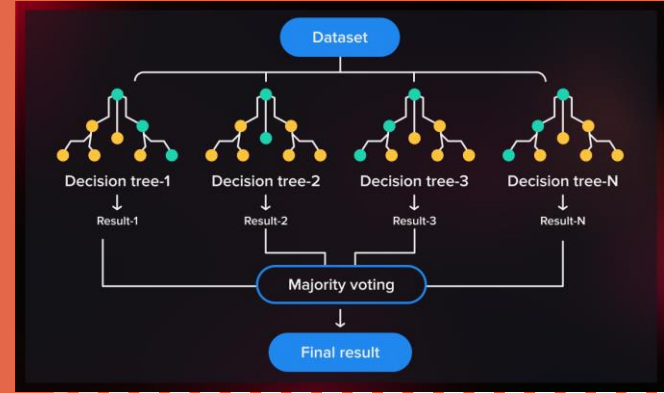 Dataset
Decision tree-1
Decision tree-2
Decision tree-3
Decision tree-N
Result-1
Result-2
Result-3
Result-N
Majority voting
Final result